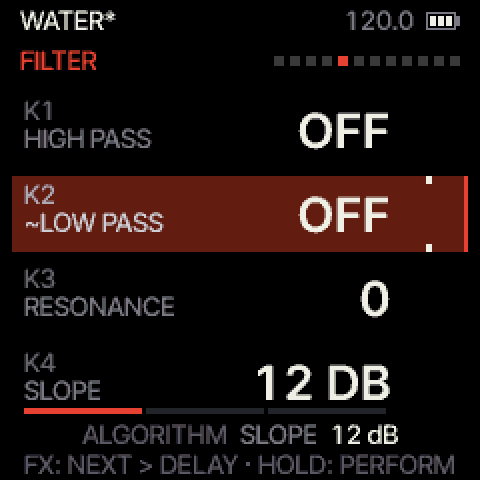 WATER* 120.0
FILTER
K1
HIGH PASS OFF
K2
~LOW PASS OFF
K3
RESONANCE 0
K4
SLOPE 12 DB
ALGORITHM SLOPE 12 dB
FX: NEXT > DELAY · HOLD: PERFORM